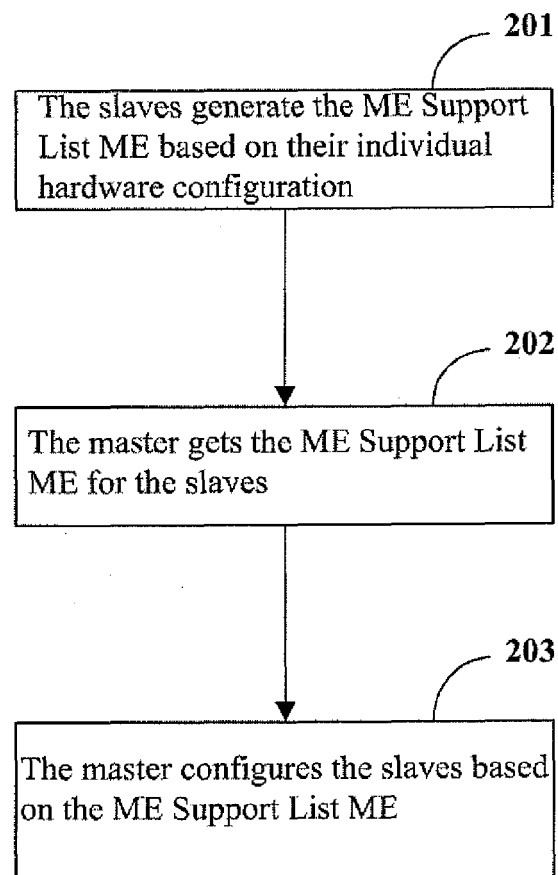 201
The slaves generate the ME Support
List ME based on their individual
hardware configuration
202
The master gets the ME Support List
ME for the slaves
203
The master configures the slaves based
on the ME Support List ME